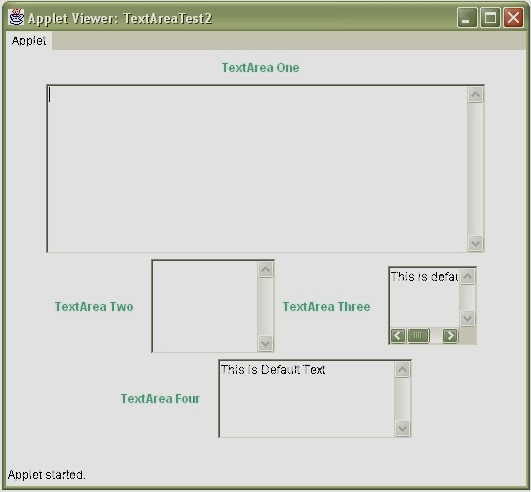 Applet Viewer: TextAreaTest2
Applet
TextArea One
TextArea Two
TextArea Three
This is defau
TextArea Four
This is Default Text
Applet started.